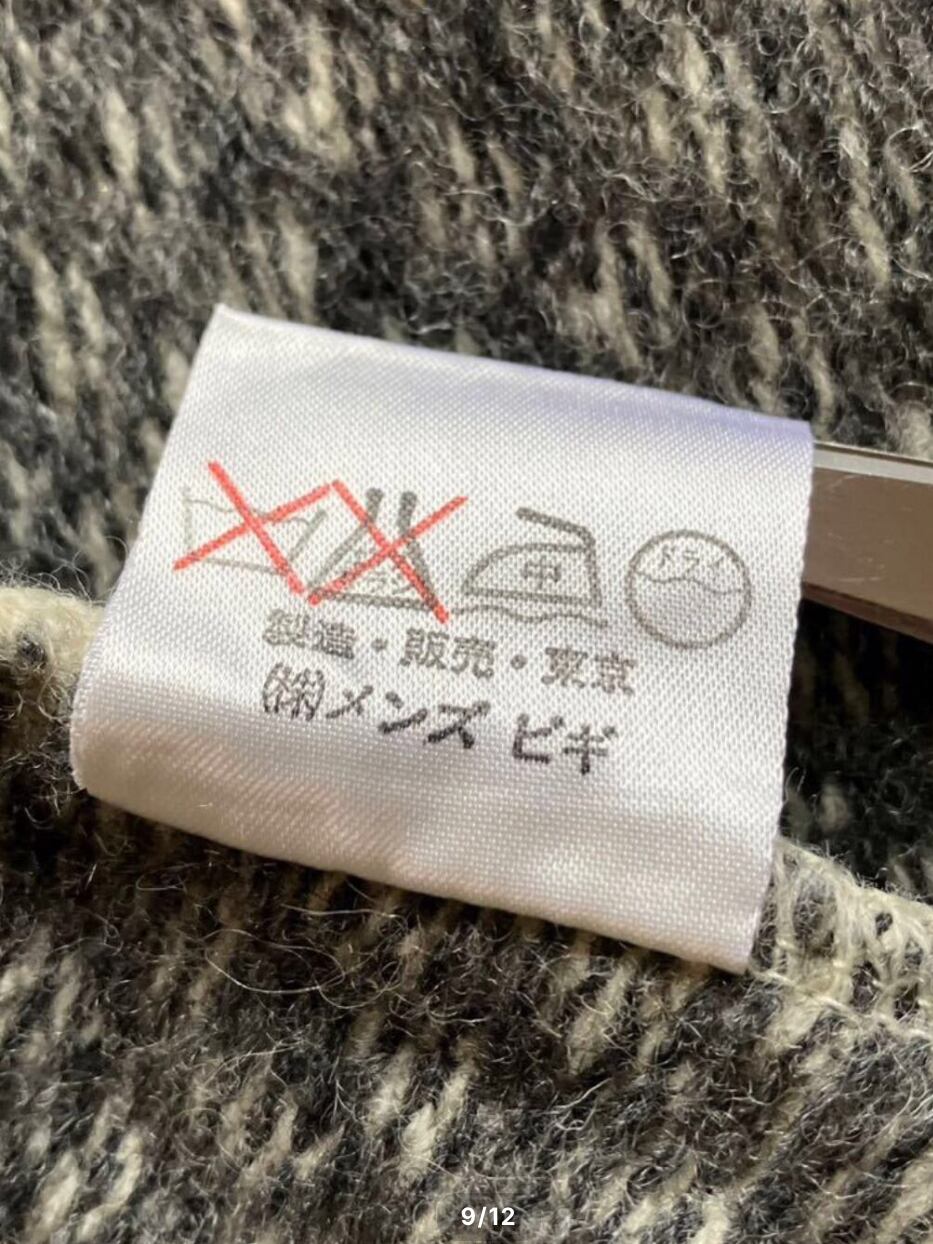 中
ドライ
製造・販売・東京
㈱メンズ ビギ
9/12